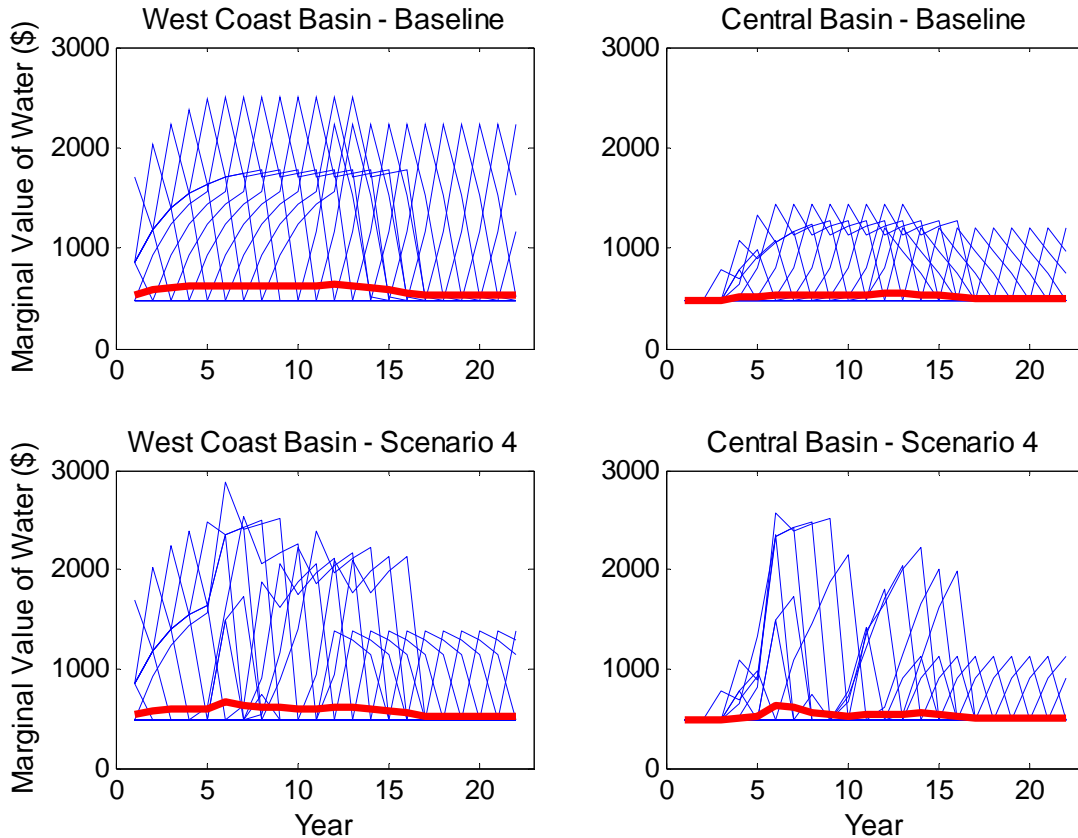 West Coast Basin - Baseline
Central Basin - Baseline
Marginal Value of Water ($)
3000
2000
1000
0
0 5 10 15 20
3000
2000
1000
0
0 5 10 15 20
West Coast Basin - Scenario 4
Central Basin - Scenario 4
Marginal Value of Water ($)
3000
2000
1000
0
0 5 10 15 20
Year
3000
2000
1000
0
0 5 10 15 20
Year